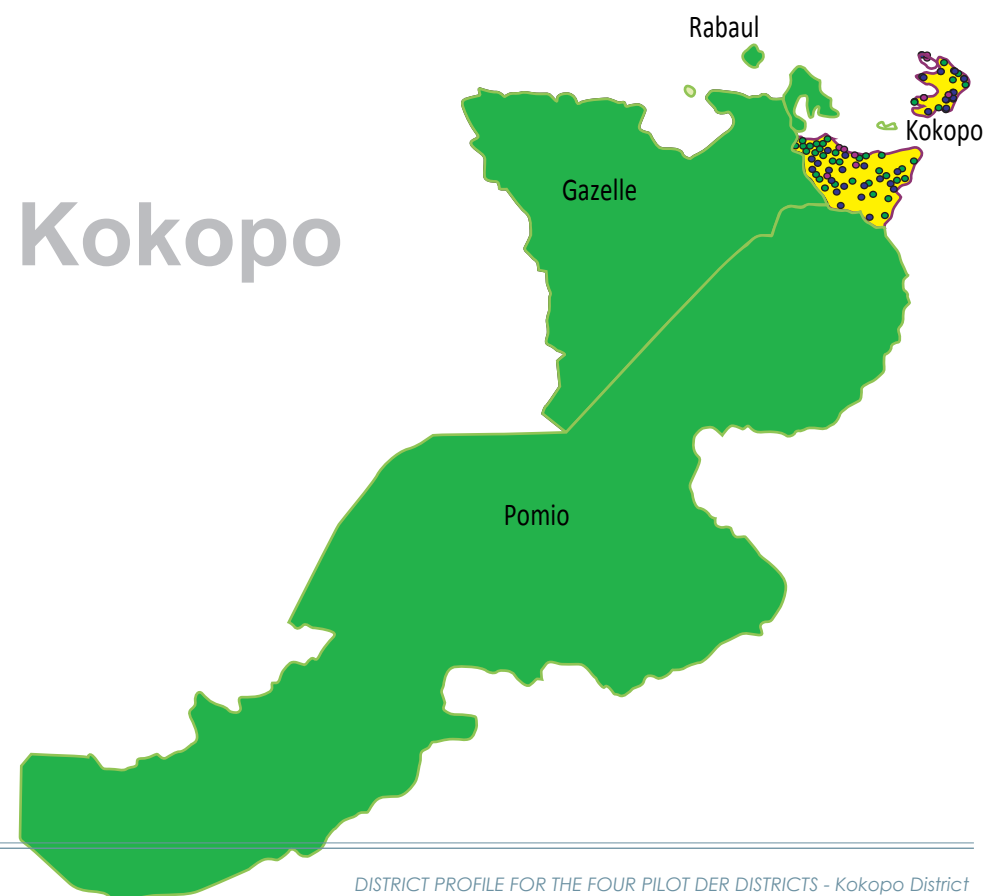 Rabaul
Kokopo
Gazelle
Kokopo
Pomio
DISTRICT PROFILE FOR THE FOUR PILOT DER DISTRICTS - Kokopo District